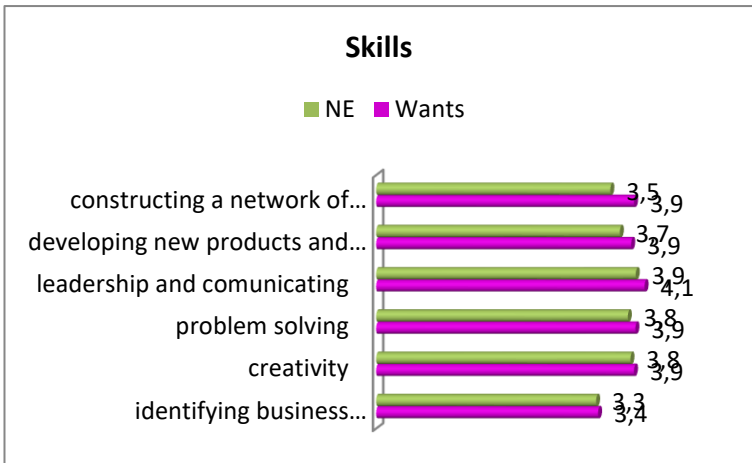 Skills
NE Wants
constructing a network of... 3,5 3,9
developing new products and... 3,7 3,9
leadership and comunicating 3,9 4,1
problem solving 3,8 3,9
creativity 3,8 3,9
identifying business... 3,3 3,4